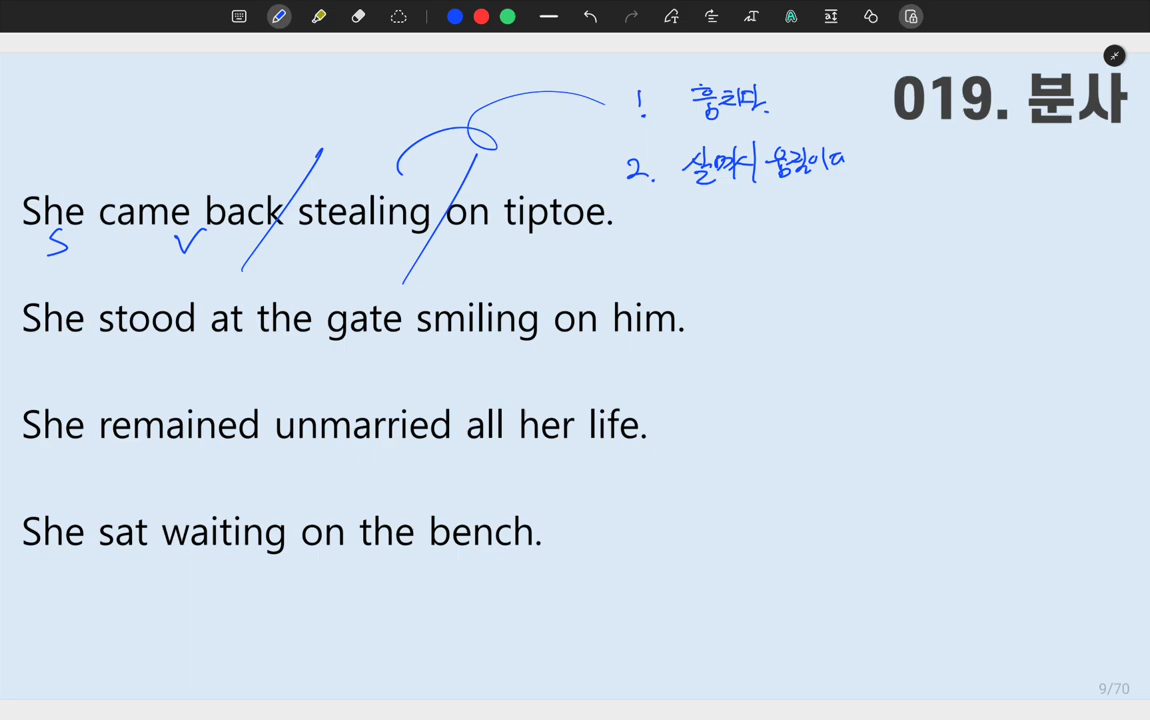 019. 분사
1. 훔치다.
2. 살며시 움직이다
She came back stealing on tiptoe.
S V
She stood at the gate smiling on him.
She remained unmarried all her life.
She sat waiting on the bench.
9/70